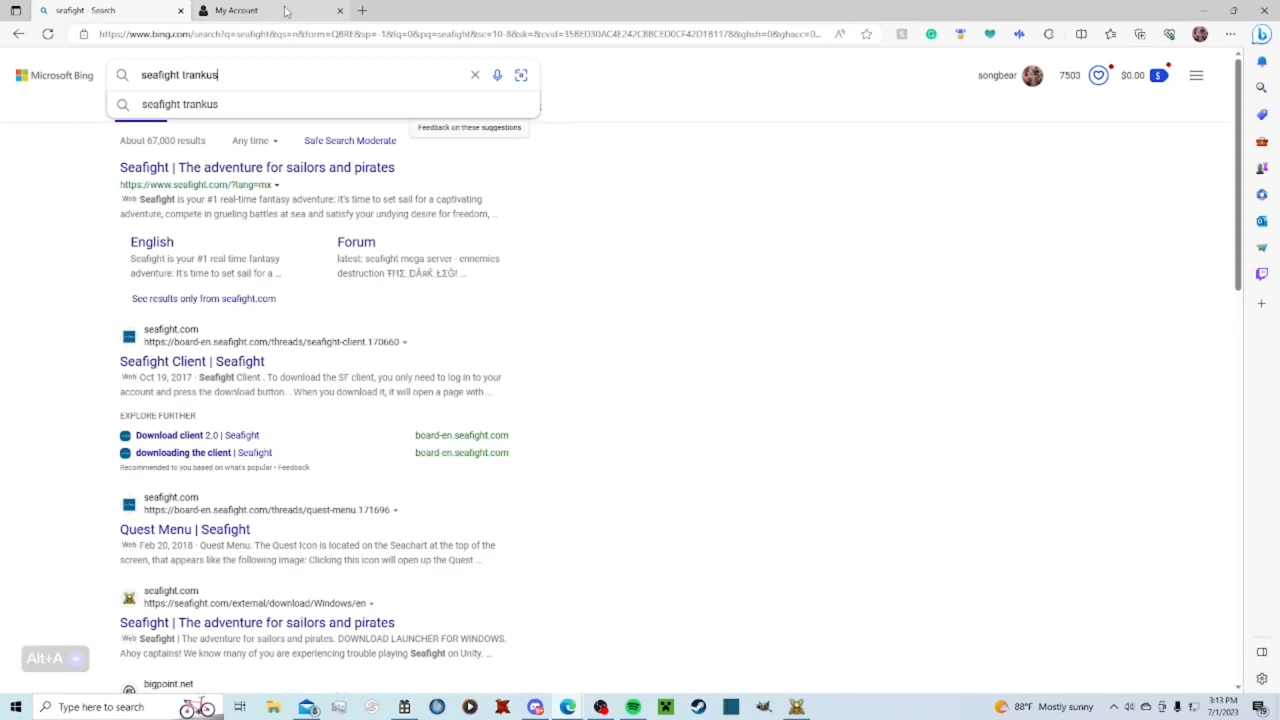 seafight - Search
My Account
https://www.bing.com/search?q=seafight&qs=n&form=QBRE&sp=-1&lq=0&pq=seafight&sc=10-8&sk=&cvid=35BED30AC4E242CBBCED0CF42D1B1178&ghsh=0&ghacc=0...
Microsoft Bing
seafight trankus
songbear
7503
$0.00
seafight trankus
Feedback on these suggestions
About 67,000 results
Any time
Safe Search Moderate
Seafight | The adventure for sailors and pirates
https://www.seafight.com/?lang=mx
Web Seafight is your #1 real-time fantasy adventure: It's time to set sail for a captivating
adventure, compete in grueling battles at sea and satisfy your undying desire for freedom, ...
English
Seafight is your #1 real-time fantasy
adventure: It's time to set sail for a ...
Forum
latest: seafight mega server · ennemies
destruction
See results only from seafight.com
seafight.com
https://board-en.seafight.com/threads/seafight-client.170660
Seafight Client | Seafight
Web Oct 19, 2017 · Seafight Client . To download the SF client, you only need to log in to your
account and press the download button. . When you download it, it will open a page with ...
EXPLORE FURTHER
Download client 2.0 | Seafight
board-en.seafight.com
downloading the client | Seafight
board-en.seafight.com
Recommended to you based on what's popular • Feedback
seafight.com
https://board-en.seafight.com/threads/quest-menu.171696
Quest Menu | Seafight
Web Feb 20, 2018 · Quest Menu. The Quest Icon is located on the Seachart at the top of the
screen, that appears like the following image: Clicking this icon will open up the Quest ...
seafight.com
https://seafight.com/external/download/Windows/en
Seafight | The adventure for sailors and pirates
Web Seafight | The adventure for sailors and pirates. DOWNLOAD LAUNCHER FOR WINDOWS.
Ahoy captains! We know many of you are experiencing trouble playing Seafight on Unity. ...
Alt+A
bigpoint.net
Type here to search
88°F Mostly sunny
3:13 PM
7/1/2023